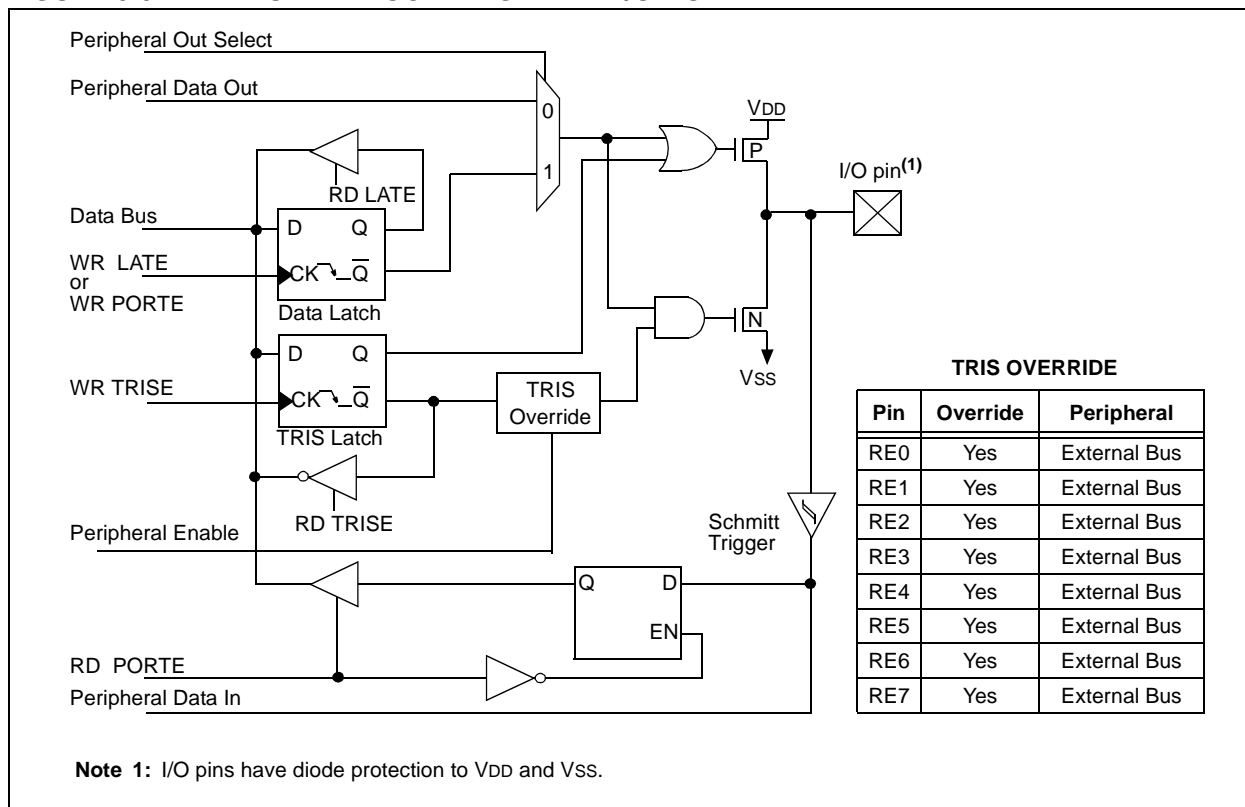 Peripheral Out Select
Peripheral Data Out
0
1
VDD
P
I/O pin(1)
RD LATE
Data Bus
D Q
WR LATE
or
WR PORTE
CK Q
Data Latch
N
VSS
D Q
WR TRISE
CK Q
TRIS Latch
TRIS
Override
RD TRISE
Peripheral Enable
Schmitt
Trigger
Q D
EN
RD PORTE
Peripheral Data In
TRIS OVERRIDE
Pin Override Peripheral
RE0 Yes External Bus
RE1 Yes External Bus
RE2 Yes External Bus
RE3 Yes External Bus
RE4 Yes External Bus
RE5 Yes External Bus
RE6 Yes External Bus
RE7 Yes External Bus
Note 1: I/O pins have diode protection to VDD and VSS.